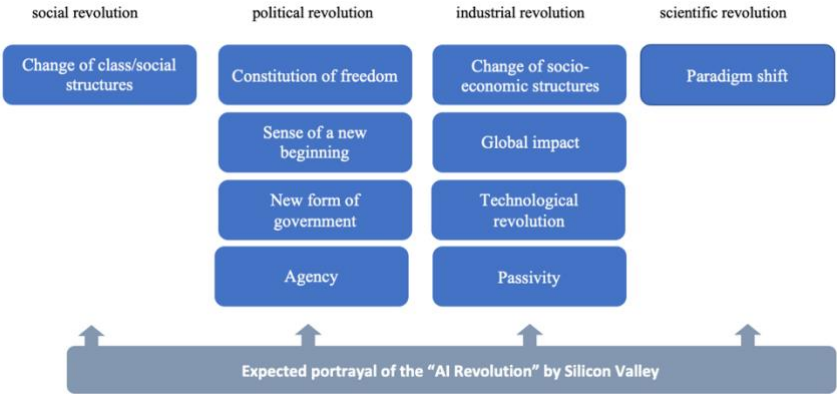 social revolution
political revolution
industrial revolution
scientific revolution
Change of class/social
structures
Constitution of freedom
Change of socio-
economic structures
Paradigm shift
Sense of a new
beginning
Global impact
New form of
government
Technological
revolution
Agency
Passivity
Expected portrayal of the “AI Revolution” by Silicon Valley